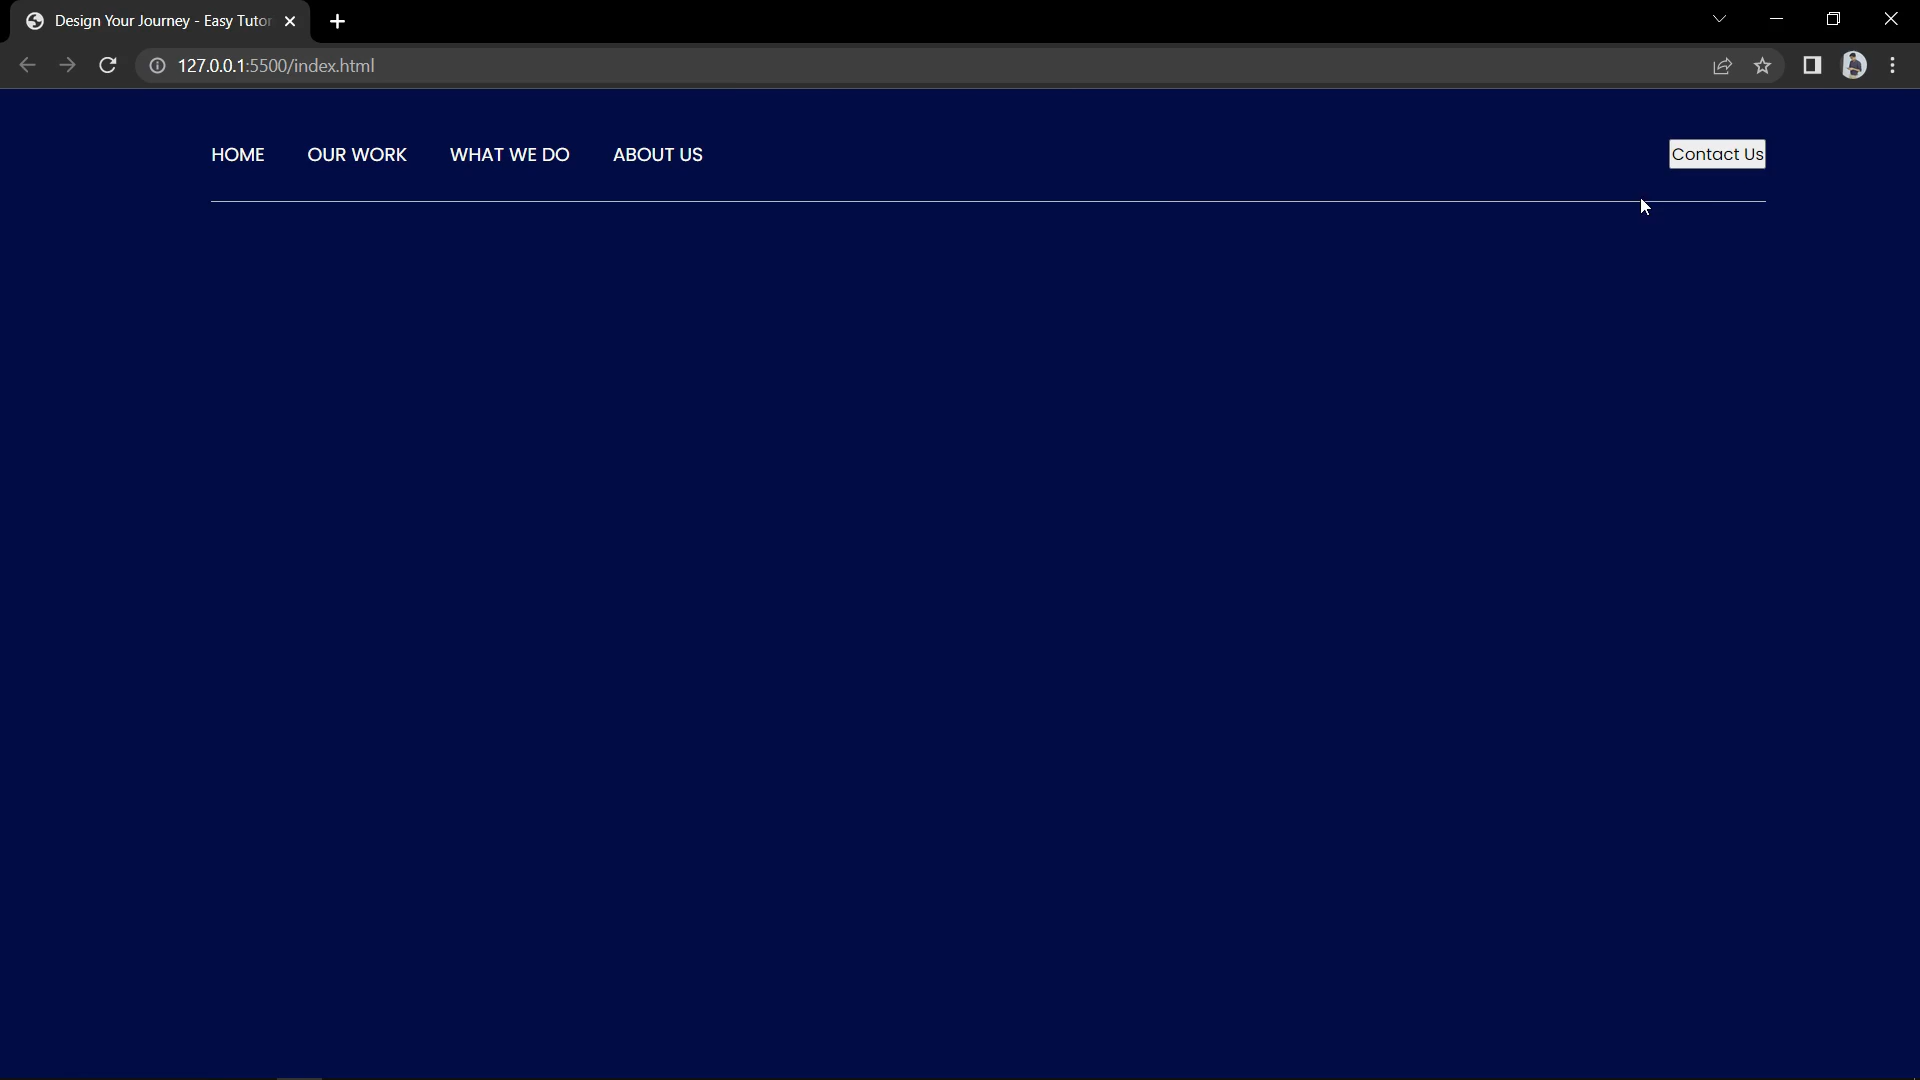 Design Your Journey - Easy Tutor
127.0.0.1:5500/index.html
HOME OUR WORK WHAT WE DO ABOUT US Contact Us